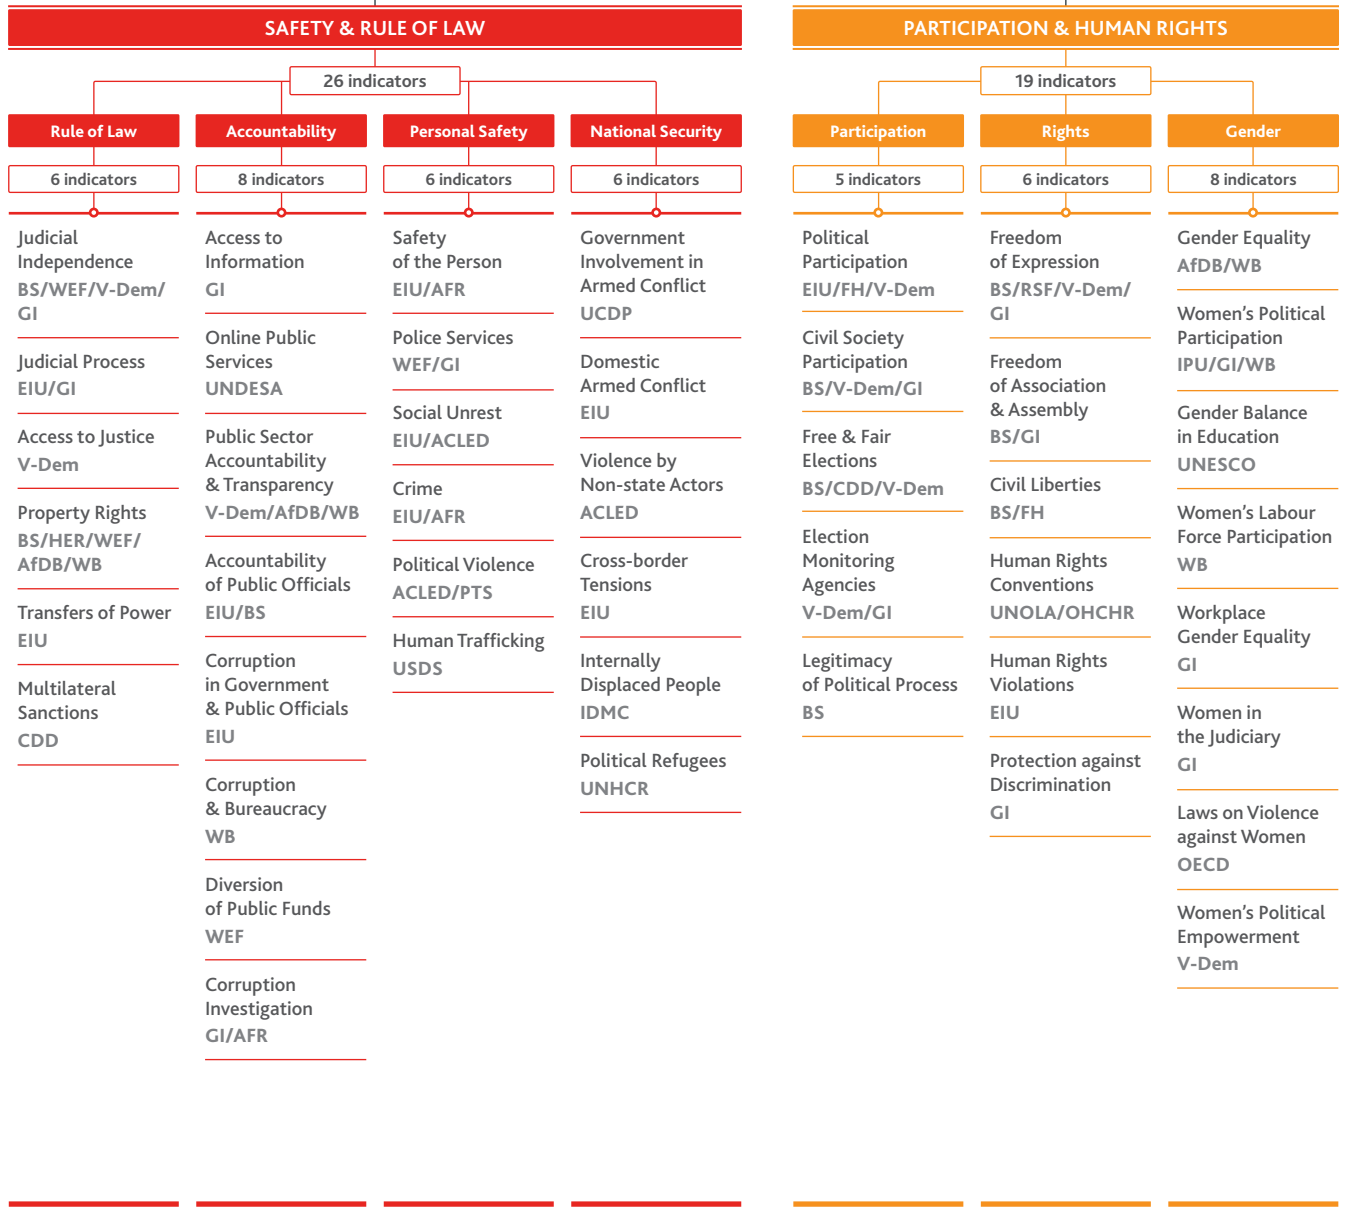 SAFETY & RULE OF LAW
26 indicators
Rule of Law
6 indicators
Judicial
Independence
BS/WEF/V-Dem/
GI
Judicial Process
EIU/GI
Access to Justice
V-Dem
Property Rights
BS/HER/WEF/
AfDB/WB
Transfers of Power
EIU
Multilateral
Sanctions
CDD
Accountability
8 indicators
Access to
Information
GI
Online Public
Services
UNDESA
Public Sector
Accountability
& Transparency
V-Dem/AfDB/WB
Accountability
of Public Officials
EIU/BS
Corruption
in Government
& Public Officials
EIU
Corruption
& Bureaucracy
WB
Diversion
of Public Funds
WEF
Corruption
Investigation
GI/AFR
Personal Safety
6 indicators
Safety
of the Person
EIU/AFR
Police Services
WEF/GI
Social Unrest
EIU/ACLED
Crime
EIU/AFR
Political Violence
ACLED/PTS
Human Trafficking
USDS
National Security
6 indicators
Government
Involvement in
Armed Conflict
UCDP
Domestic
Armed Conflict
EIU
Violence by
Non-state Actors
ACLED
Cross-border
Tensions
EIU
Internally
Displaced People
IDMC
Political Refugees
UNHCR
PARTICIPATION & HUMAN RIGHTS
19 indicators
Participation
5 indicators
Political
Participation
EIU/FH/V-Dem
Civil Society
Participation
BS/V-Dem/GI
Free & Fair
Elections
BS/CDD/V-Dem
Election
Monitoring
Agencies
V-Dem/GI
Legitimacy
of Political Process
BS
Rights
6 indicators
Freedom
of Expression
BS/RSF/V-Dem/
GI
Freedom
of Association
& Assembly
BS/GI
Civil Liberties
BS/FH
Human Rights
Conventions
UNOLA/OHCHR
Human Rights
Violations
EIU
Protection against
Discrimination
GI
Gender
8 indicators
Gender Equality
AfDB/WB
Women's Political
Participation
IPU/GI/WB
Gender Balance
in Education
UNESCO
Women's Labour
Force Participation
WB
Workplace
Gender Equality
GI
Women in
the Judiciary
GI
Laws on Violence
against Women
OECD
Women's Political
Empowerment
V-Dem